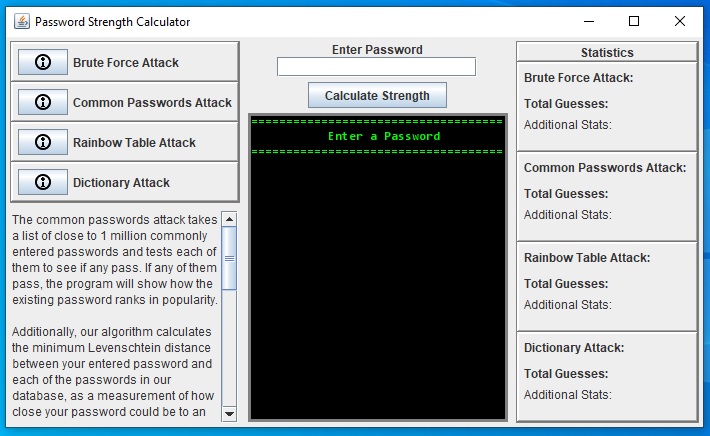 Password Strength Calculator
Brute Force Attack
Common Passwords Attack
Rainbow Table Attack
Dictionary Attack
The common passwords attack takes
a list of close to 1 million commonly
entered passwords and tests each of
them to see if any pass. If any of them
pass, the program will show how the
existing password ranks in popularity.
Additionally, our algorithm calculates
the minimum Levenschtein distance
between your entered password and
each of the passwords in our
database, as a measurement of how
close your password could be to an
Enter Password
Calculate Strength
====================================
Enter a Password
====================================
Statistics
Brute Force Attack:
Total Guesses:
Additional Stats:
Common Passwords Attack:
Total Guesses:
Additional Stats:
Rainbow Table Attack:
Total Guesses:
Additional Stats:
Dictionary Attack:
Total Guesses:
Additional Stats: